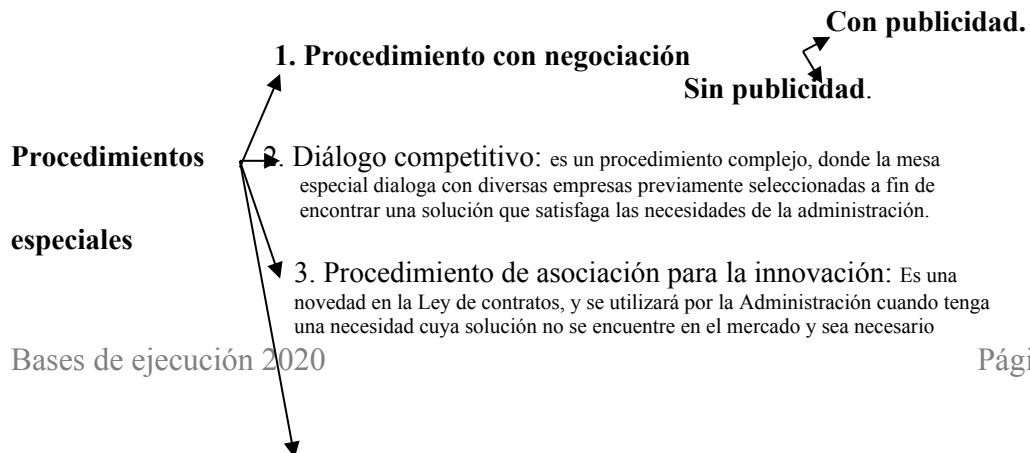 Con publicidad.
1. Procedimiento con negociación
Sin publicidad.
Procedimientos
2. Diálogo competitivo: es un procedimiento complejo, donde la mesa
especial dialoga con diversas empresas previamente seleccionadas a fin de
encontrar una solución que satisfaga las necesidades de la administración.
especiales
3. Procedimiento de asociación para la innovación: Es una
novedad en la Ley de contratos, y se utilizará por la Administración cuando tenga
una necesidad cuya solución no se encuentre en el mercado y sea necesario
Bases de ejecución 2020